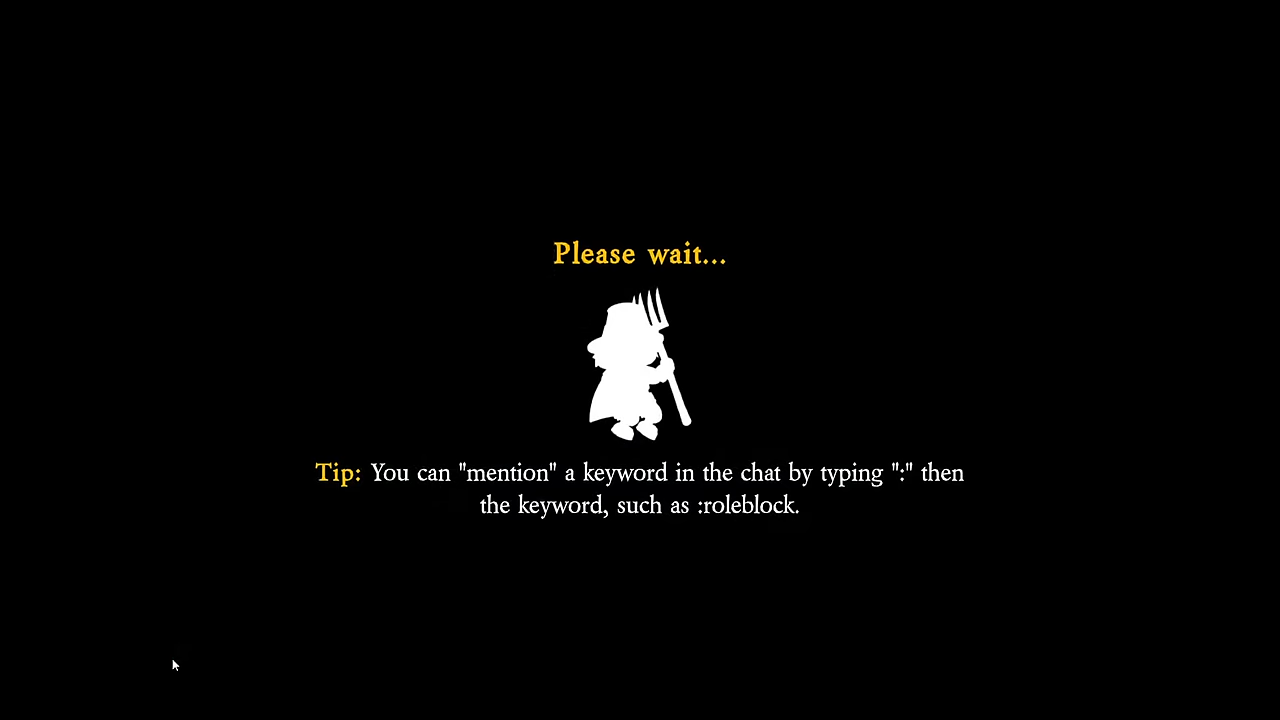 Please wait...
Tip: You can "mention" a keyword in the chat by typing ":" then
the keyword, such as :roleblock.